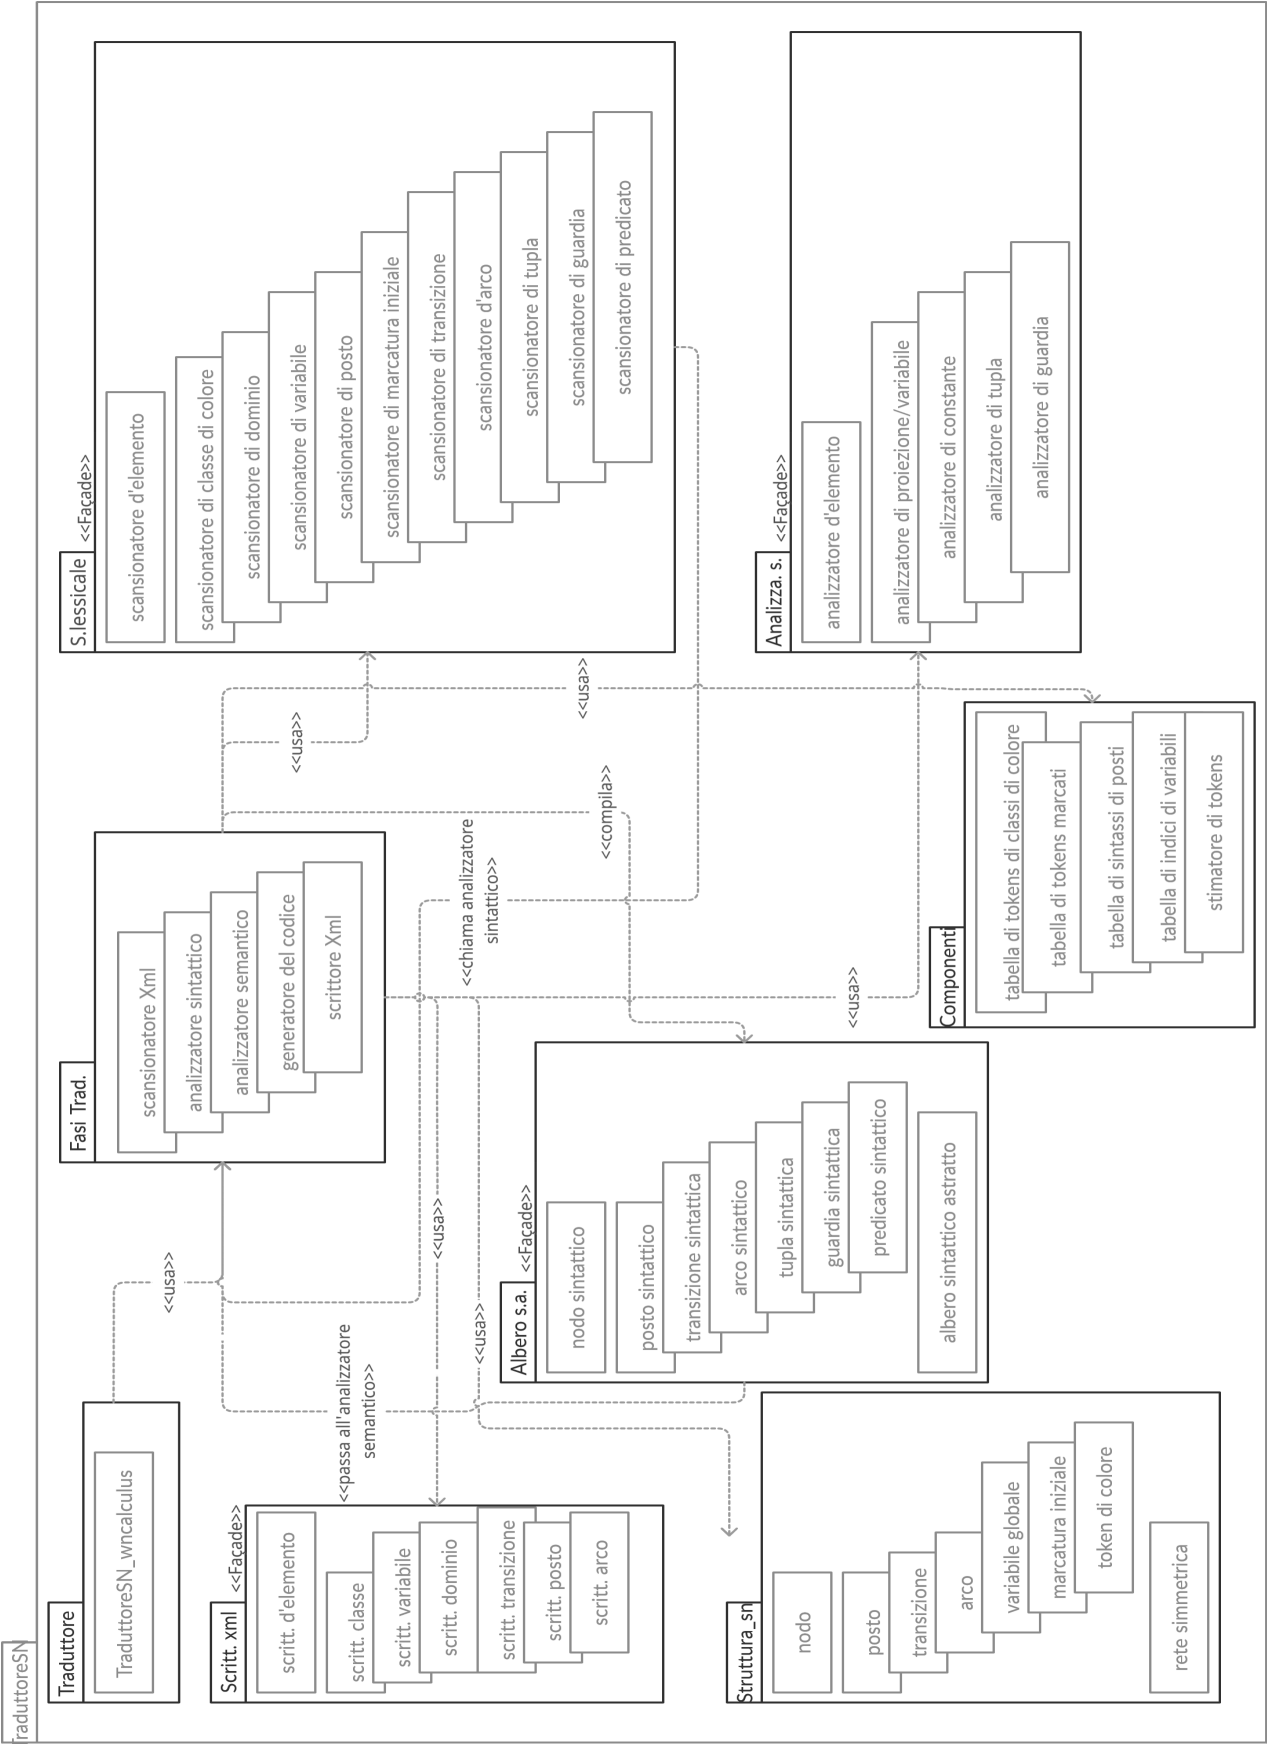 TraduttoreSN
Traduttore
TraduttoreSN_wncalculus
<<usa>>
Fasi Trad.
scansionatore Xml
analizzatore sintattico
analizzatore semantico
generatore del codice
scrittore Xml
<<usa>>
S.lessicale
<<Façade>>
scansionatore d'elemento
scansionatore di classe di colore
scansionatore di dominio
scansionatore di variabile
scansionatore di posto
scansionatore di marcatura iniziale
scansionatore di transizione
scansionatore d'arco
scansionatore di tupla
scansionatore di guardia
scansionatore di predicato
Scritt. xml
<<Façade>>
scritt. d'elemento
scritt. classe
scritt. variabile
scritt. dominio
scritt. transizione
scritt. posto
scritt. arco
<<passa all'analizzatore
semantico>>
<<usa>>
<<usa>>
<<chiama analizzatore
sintattico>>
<<compila>>
<<usa>>
Albero s.a.
<<Façade>>
nodo sintattico
posto sintattico
transizione sintattica
arco sintattico
tupla sintattica
guardia sintattica
predicato sintattico
albero sintattico astratto
<<usa>>
Struttura_sn
nodo
posto
transizione
arco
variabile globale
marcatura iniziale
token di colore
rete simmetrica
Componenti
tabella di tokens di classi di colore
tabella di tokens marcati
tabella di sintassi di posti
tabella di indici di variabili
stimatore di tokens
Analizza. s.
<<Façade>>
analizzatore d'elemento
analizzatore di proiezione/variabile
analizzatore di constante
analizzatore di tupla
analizzatore di guardia